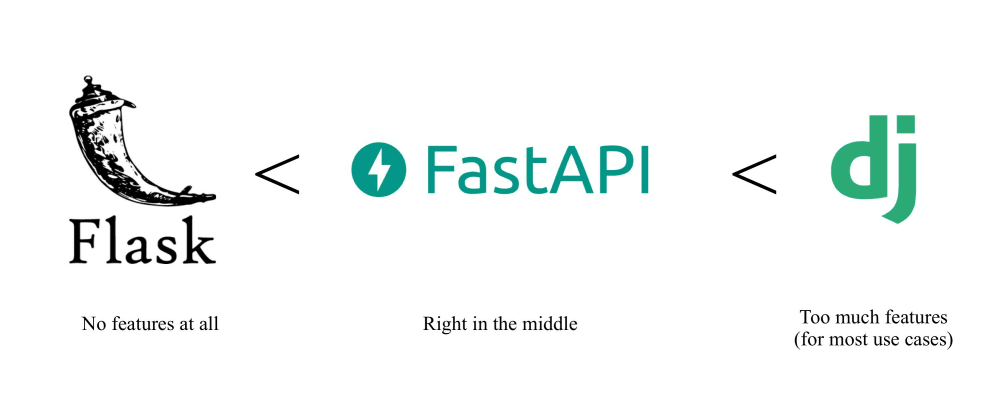 Flask
<
FastAPI
<
dj
No features at all
Right in the middle
Too much features
(for most use cases)